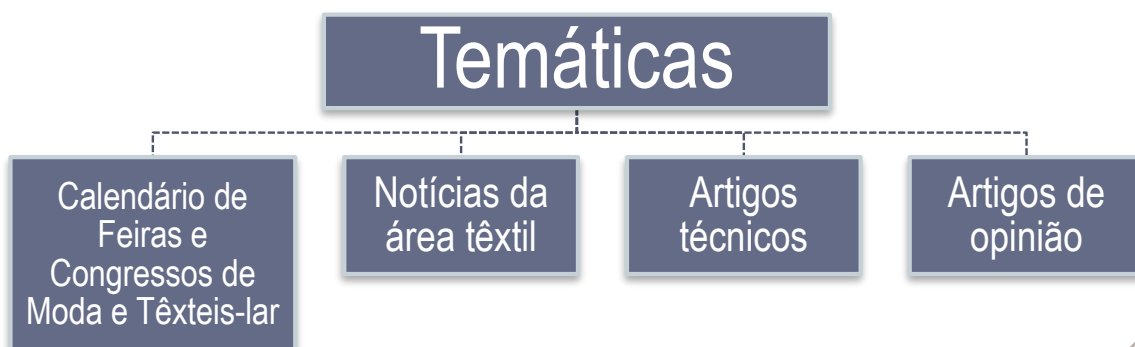 Temáticas
Calendário de
Feiras e
Congressos de
Moda e Têxteis-lar
Notícias da
área têxtil
Artigos
técnicos
Artigos de
opinião